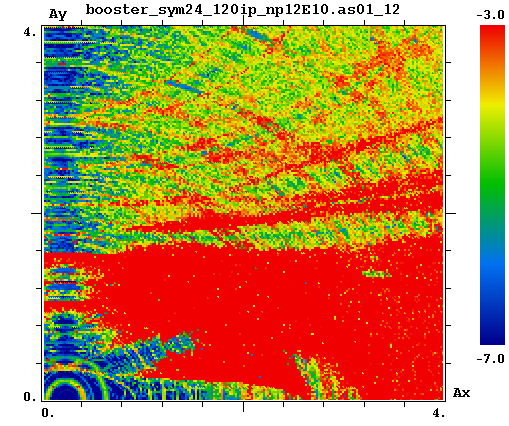 booster_sym24_120ip_np12E10.as01_12
Ay
4.
0.
0.
4.
Ax
-3.0
-7.0